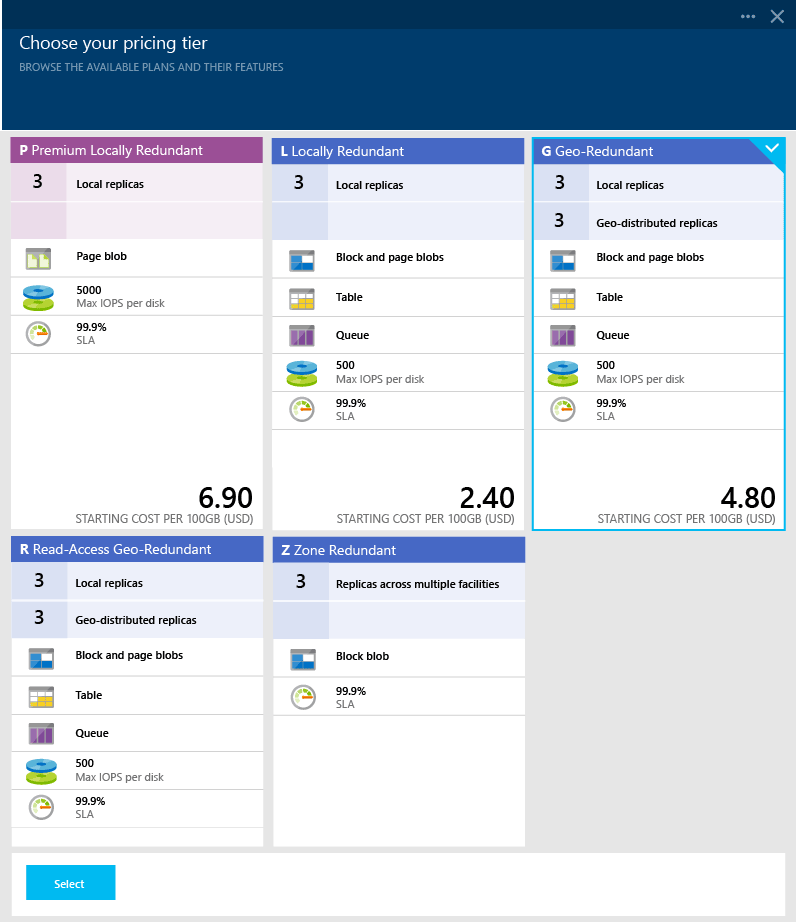 Choose your pricing tier
BROWSE THE AVAILABLE PLANS AND THEIR FEATURES
P Premium Locally Redundant
3 Local replicas
Page blob
5000
Max IOPS per disk
99.9%
SLA
6.90
STARTING COST PER 100GB (USD)
L Locally Redundant
3 Local replicas
Block and page blobs
Table
Queue
500
Max IOPS per disk
99.9%
SLA
2.40
STARTING COST PER 100GB (USD)
G Geo-Redundant
3 Local replicas
3 Geo-distributed replicas
Block and page blobs
Table
Queue
500
Max IOPS per disk
99.9%
SLA
4.80
STARTING COST PER 100GB (USD)
R Read-Access Geo-Redundant
3 Local replicas
3 Geo-distributed replicas
Block and page blobs
Table
Queue
500
Max IOPS per disk
99.9%
SLA
Z Zone Redundant
3 Replicas across multiple facilities
Block blob
99.9%
SLA
Select